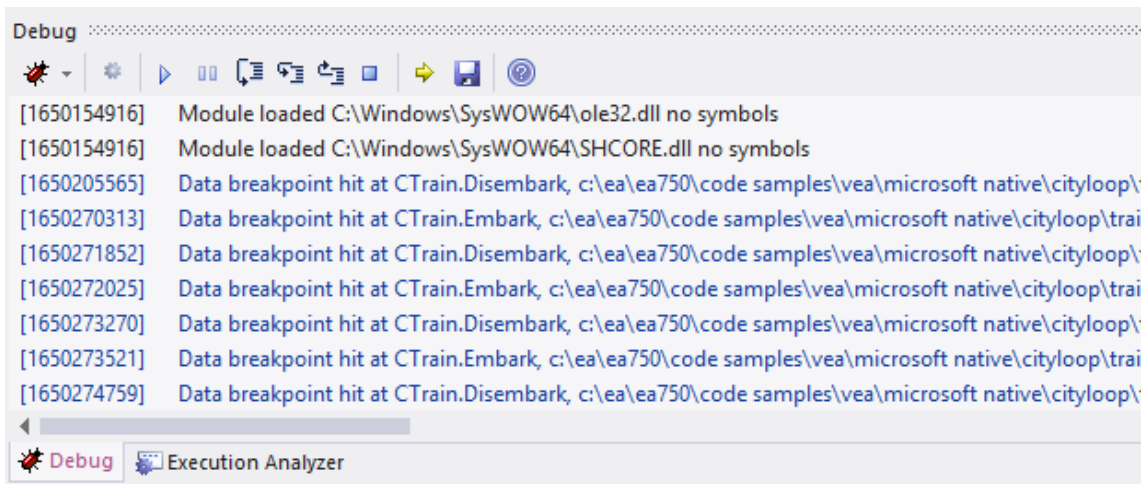 Debug
[1650154916] Module loaded C:\Windows\SysWOW64\ole32.dll no symbols
[1650154916] Module loaded C:\Windows\SysWOW64\SHCORE.dll no symbols
[1650205565] Data breakpoint hit at CTrain.Disembark, c:\ea\ea750\code samples\vea\microsoft native\cityloop\t
[1650270313] Data breakpoint hit at CTrain.Embark, c:\ea\ea750\code samples\vea\microsoft native\cityloop\trai
[1650271852] Data breakpoint hit at CTrain.Disembark, c:\ea\ea750\code samples\vea\microsoft native\cityloop\t
[1650272025] Data breakpoint hit at CTrain.Embark, c:\ea\ea750\code samples\vea\microsoft native\cityloop\trai
[1650273270] Data breakpoint hit at CTrain.Disembark, c:\ea\ea750\code samples\vea\microsoft native\cityloop\t
[1650273521] Data breakpoint hit at CTrain.Embark, c:\ea\ea750\code samples\vea\microsoft native\cityloop\trai
[1650274759] Data breakpoint hit at CTrain.Disembark, c:\ea\ea750\code samples\vea\microsoft native\cityloop\t
Debug Execution Analyzer